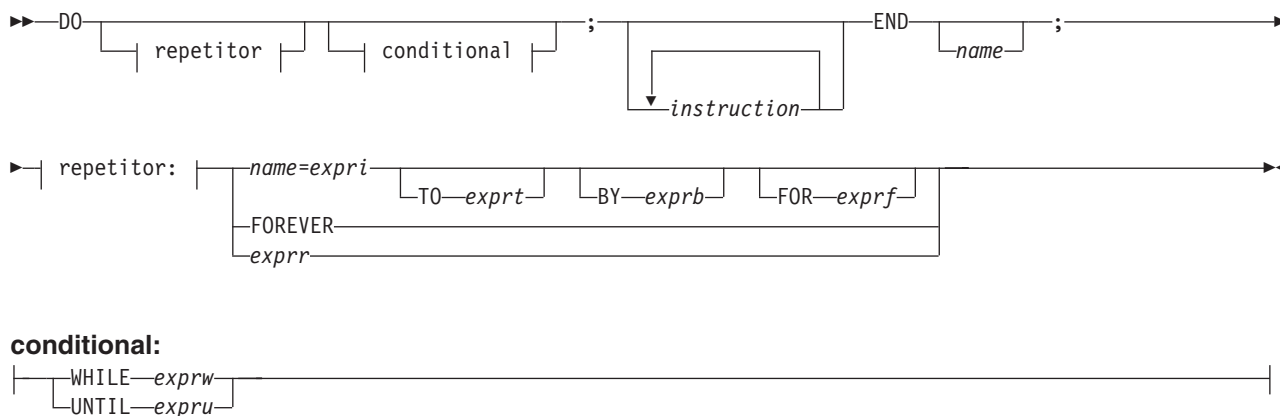 DO ; END ;
repetitor conditional name
instruction
repetitor: name=expri
TO exprt BY exprb FOR exprf
FOREVER
exprr
conditional:
WHILE exprw
UNTIL expru